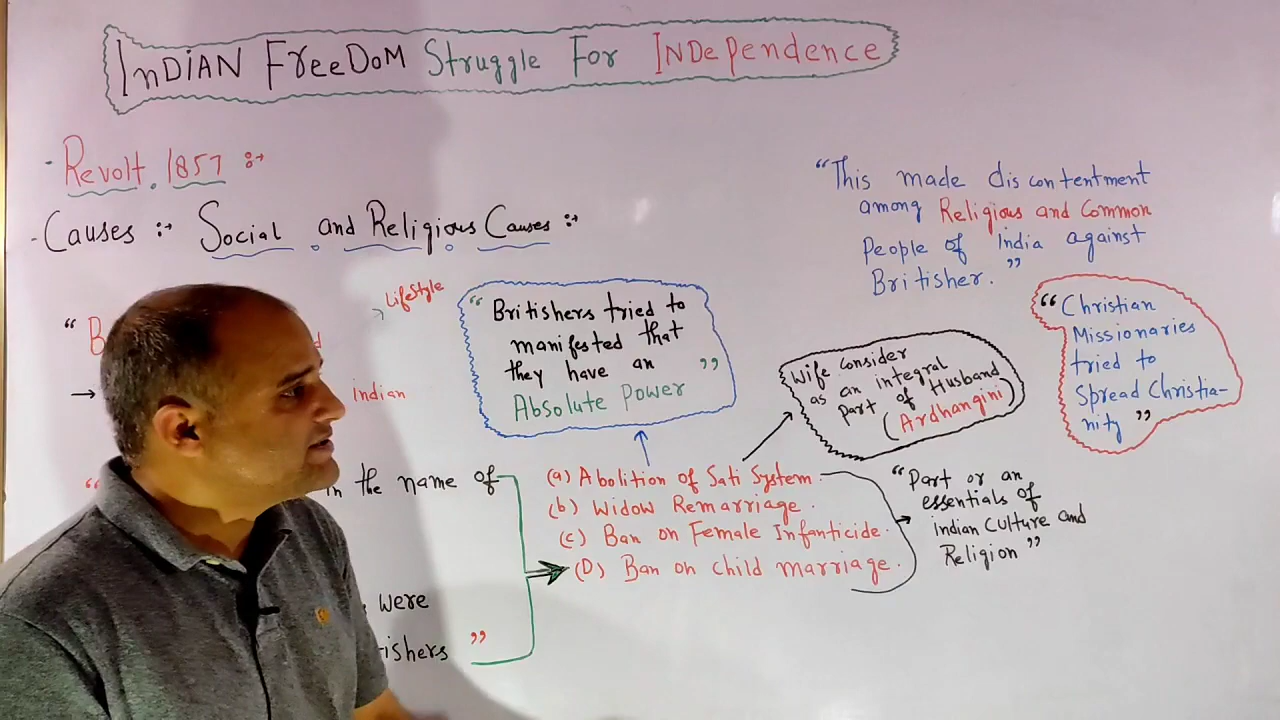 INDIAN FREEDOM Struggle For INDependence
- Revolt 1857 :→
- Causes :→ Social and Religious Causes :→
→ Lifestyle
→ indian
in the name of
were
ishers ”
“ Britishers tried to
manifested that
they have an ”
Absolute Power
(a) Abolition of Sati System.
(b) Widow Remarriage.
(c) Ban on Female Infanticide.
(D) Ban on child marriage.
“This made discontentment
among Religious and Common
People of India against
Britisher. ”
Wife consider
as an integral
part of Husband
(Ardhangini)
“ Christian
Missionaries
tried to
Spread Christia-
nity ”
“Part or an
essentials of
indian Culture and
Religion ”